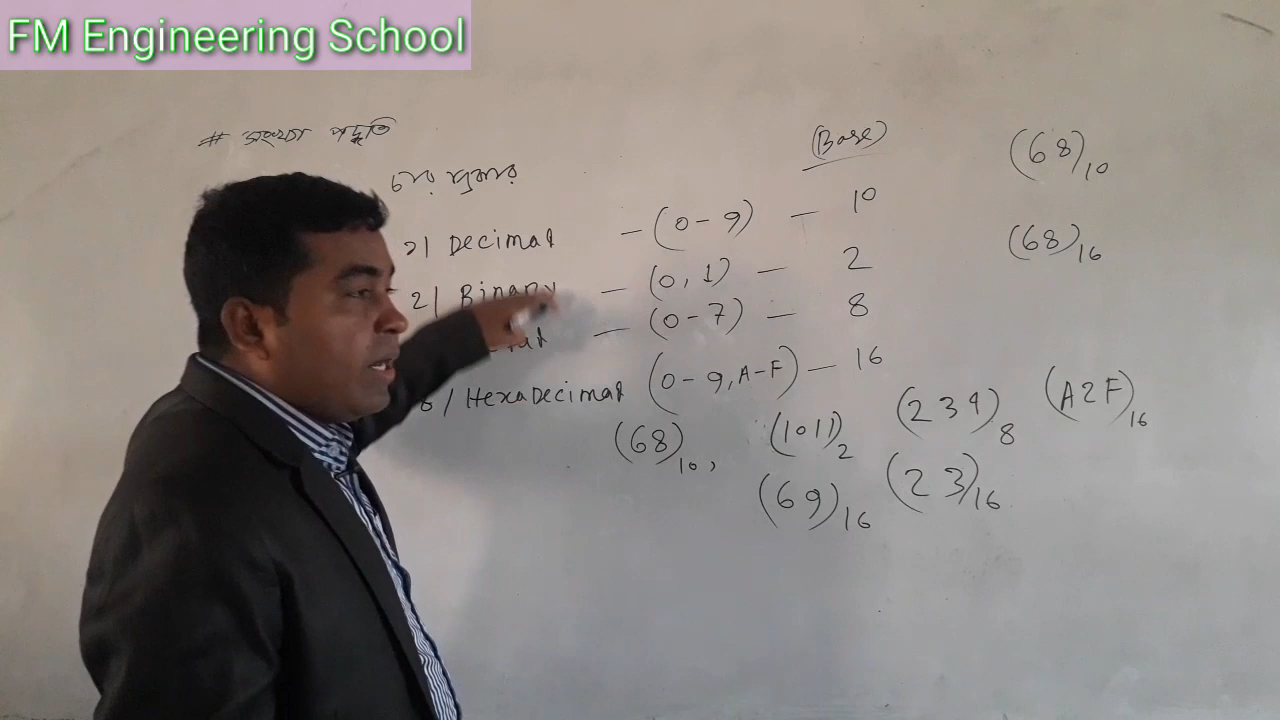 FM Engineering School
# সংখ্যা পদ্ধতি
চার প্রকার
(Base)
১। Decimal - (0-9) - 10
2। Binary - (0, 1) - 2
- (0-7) - 8
/ HexaDecimal (0-9, A-F) - 16
(68)10
(68)16
(68)10, (1011)2 (234)8 (A2F)16
(69)16 (23)16